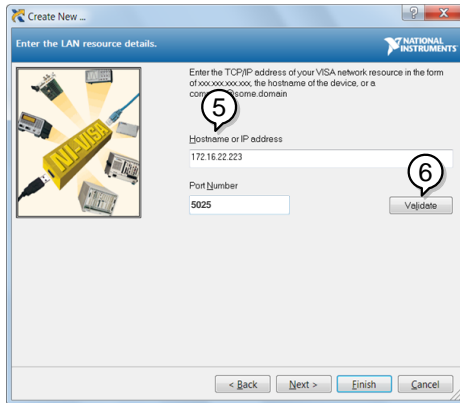 Create New ...
Enter the LAN resource details.
NATIONAL
INSTRUMENTS
Enter the TCP/IP address of your VISA network resource in the form
of xxx.xxx.xxx.xxx, the hostname of the device, or a
some.domain
5
Hostname or IP address
172.16.22.223
6
Port Number
5025
Validate
NI-VISA
< Back
Next >
Finish
Cancel